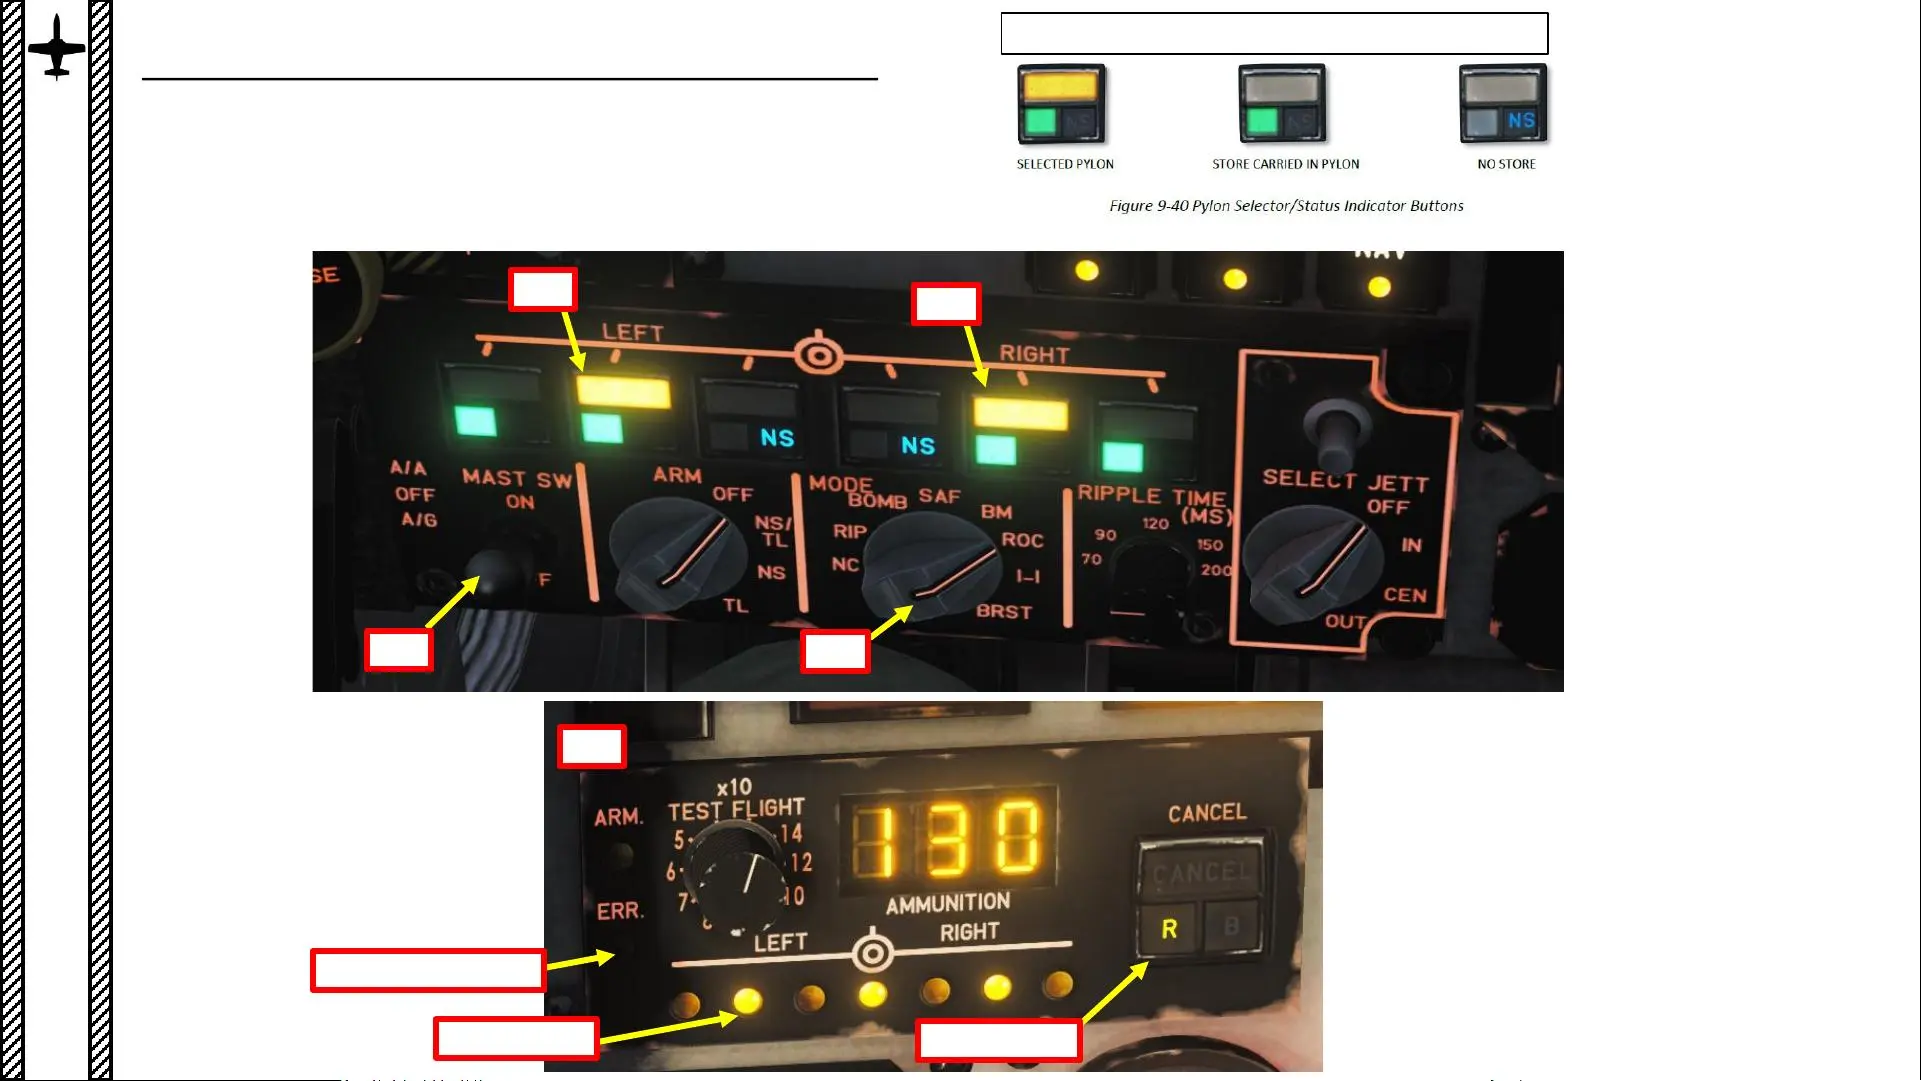 NS
NS
NS
SELECTED PYLON
STORE CARRIED IN PYLON
NO STORE
Figure 9-40 Pylon Selector/Status Indicator Buttons
SE
NAV
LEFT
RIGHT
NS
NS
A/A
OFF
A/G
MAST SW
ON
F
ARM
OFF
NS/
TL
NS
TL
MODE
BOMB
SAF
BM
RIP
ROC
NC
I-I
BRST
RIPPLE TIME
(MS)
120
90
150
70
200
SELECT JETT
OFF
IN
CEN
OUT
x10
TEST FLIGHT
ARM.
5
14
6
12
7
10
ERR.
130
AMMUNITION
LEFT
RIGHT
CANCEL
CANCEL
R
B